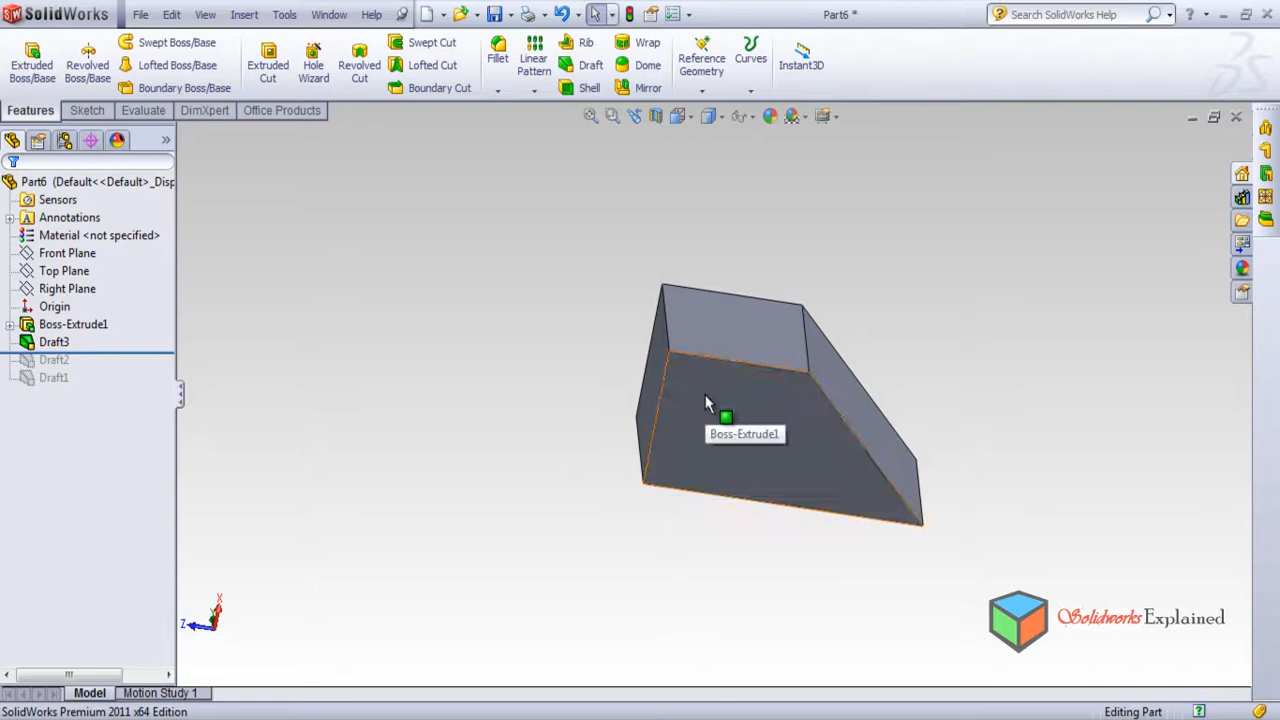 SolidWorks
File Edit View Insert Tools Window Help
Part6 *
Search SolidWorks Help
Extruded Boss/Base
Revolved Boss/Base
Swept Boss/Base
Lofted Boss/Base
Boundary Boss/Base
Extruded Cut
Hole Wizard
Revolved Cut
Swept Cut
Lofted Cut
Boundary Cut
Fillet
Linear Pattern
Rib
Draft
Shell
Wrap
Dome
Mirror
Reference Geometry
Curves
Instant3D
Features Sketch Evaluate DimXpert Office Products
Part6 (Default<<Default>_Disp
Sensors
Annotations
Material <not specified>
Front Plane
Top Plane
Right Plane
Origin
Boss-Extrude1
Draft3
Draft2
Draft1
Boss-Extrude1
X
Z
Solidworks Explained
Model Motion Study 1
SolidWorks Premium 2011 x64 Edition
Editing Part